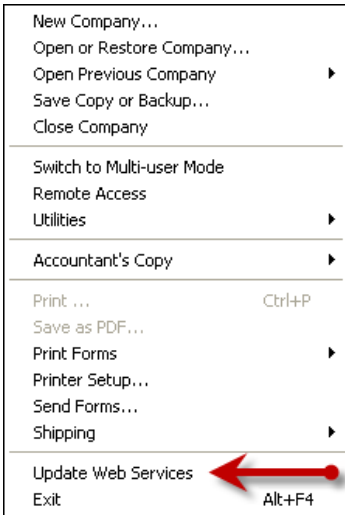 New Company...
Open or Restore Company...
Open Previous Company
Save Copy or Backup...
Close Company
Switch to Multi-user Mode
Remote Access
Utilities
Accountant's Copy
Print ... Ctrl+P
Save as PDF...
Print Forms
Printer Setup...
Send Forms...
Shipping
Update Web Services
Exit Alt+F4